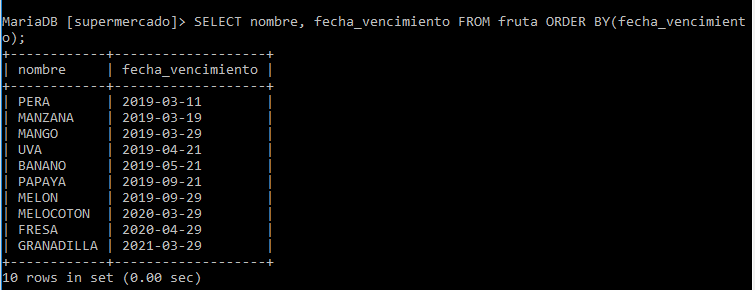 MariaDB [supermercado]> SELECT nombre, fecha_vencimiento FROM fruta ORDER BY(fecha_vencimient
o);
+------------+-------------------+
| nombre     | fecha_vencimiento |
+------------+-------------------+
| PERA       | 2019-03-11        |
| MANZANA    | 2019-03-19        |
| MANGO      | 2019-03-29        |
| UVA        | 2019-04-21        |
| BANANO     | 2019-05-21        |
| PAPAYA     | 2019-09-21        |
| MELON      | 2019-09-29        |
| MELOCOTON  | 2020-03-29        |
| FRESA      | 2020-04-29        |
| GRANADILLA | 2021-03-29        |
+------------+-------------------+
10 rows in set (0.00 sec)